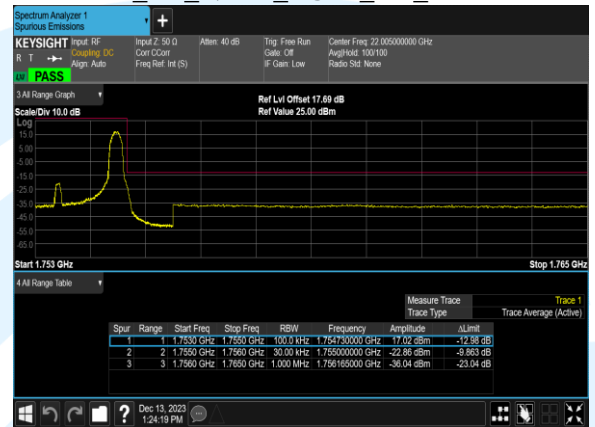 Spectrum Analyzer 1
Spurious Emissions
+
KEYSIGHT Input: RF Input Z: 50 Ω Atten: 40 dB Trig: Free Run Center Freq: 22.005000000 GHz
R T Coupling: DC Corr CCorr Gate: Off Avg|Hold: 100/100
Align: Auto Freq Ref: Int (S) IF Gain: Low Radio Std: None
PASS
3 All Range Graph
Ref Lvl Offset 17.69 dB
Scale/Div 10.0 dB Ref Value 25.00 dBm
Log
15.0
5.00
-5.00
-15.0
-25.0
-35.0
-45.0
-55.0
-65.0
Start 1.753 GHz Stop 1.765 GHz
4 All Range Table
Measure Trace Trace 1
Trace Type Trace Average (Active)
Spur Range Start Freq Stop Freq RBW Frequency Amplitude ΔLimit
1 1 1.7530 GHz 1.7550 GHz 100.0 kHz 1.754730000 GHz 17.02 dBm -12.98 dB
2 2 1.7550 GHz 1.7560 GHz 30.00 kHz 1.755000000 GHz -22.86 dBm -9.863 dB
3 3 1.7560 GHz 1.7650 GHz 1.000 MHz 1.756165000 GHz -36.04 dBm -23.04 dB
? Dec 13, 2023
1:24:19 PM